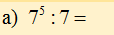 a) 7⁵ : 7 =